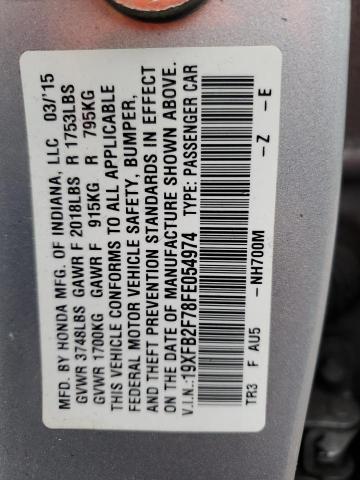 MFD. BY HONDA MFG. OF INDIANA, LLC 03/'15
GVWR 3748LBS GAWR F 2018LBS R 1753LBS
GVWR 1700KG GAWR F 915KG R 795KG
THIS VEHICLE CONFORMS TO ALL APPLICABLE
FEDERAL MOTOR VEHICLE SAFETY, BUMPER,
AND THEFT PREVENTION STANDARDS IN EFFECT
ON THE DATE OF MANUFACTURE SHOWN ABOVE.
V.I.N.:19XFB2F78FE054974 TYPE: PASSENGER CAR
TR3 F AU5 -NH700M -Z -E